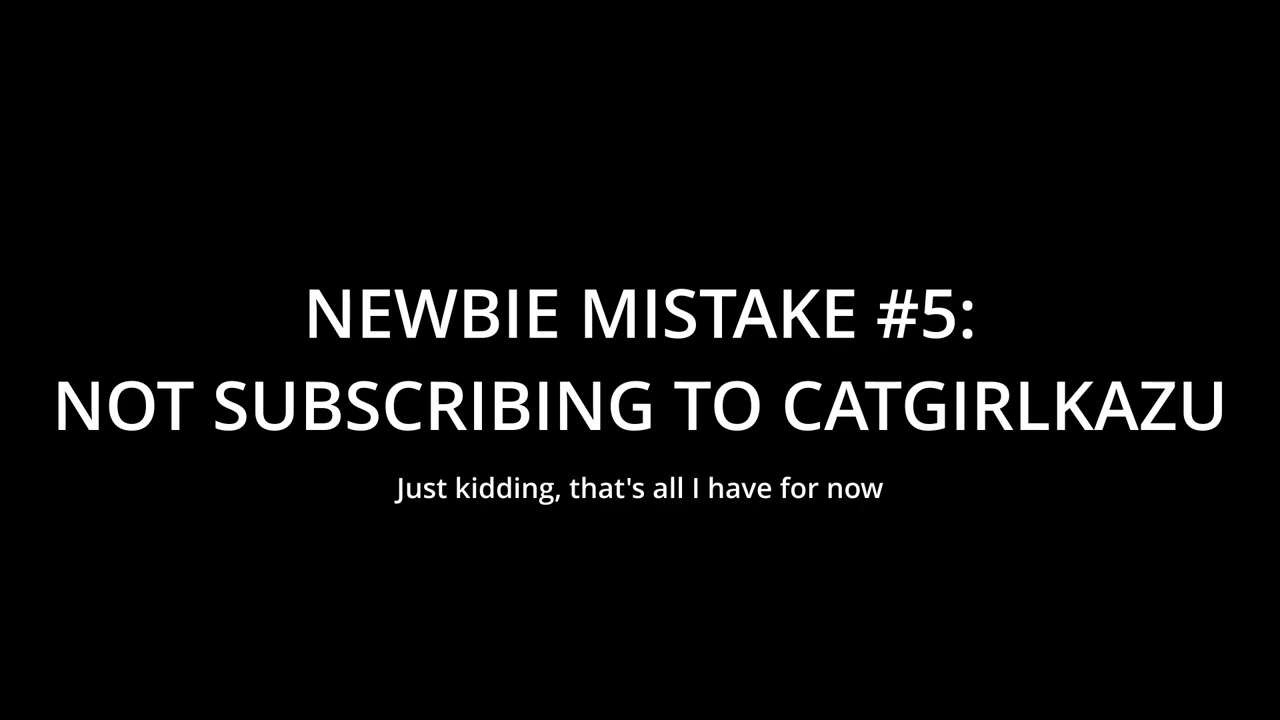 NEWBIE MISTAKE #5:
NOT SUBSCRIBING TO CATGIRLKAZU
Just kidding, that's all I have for now